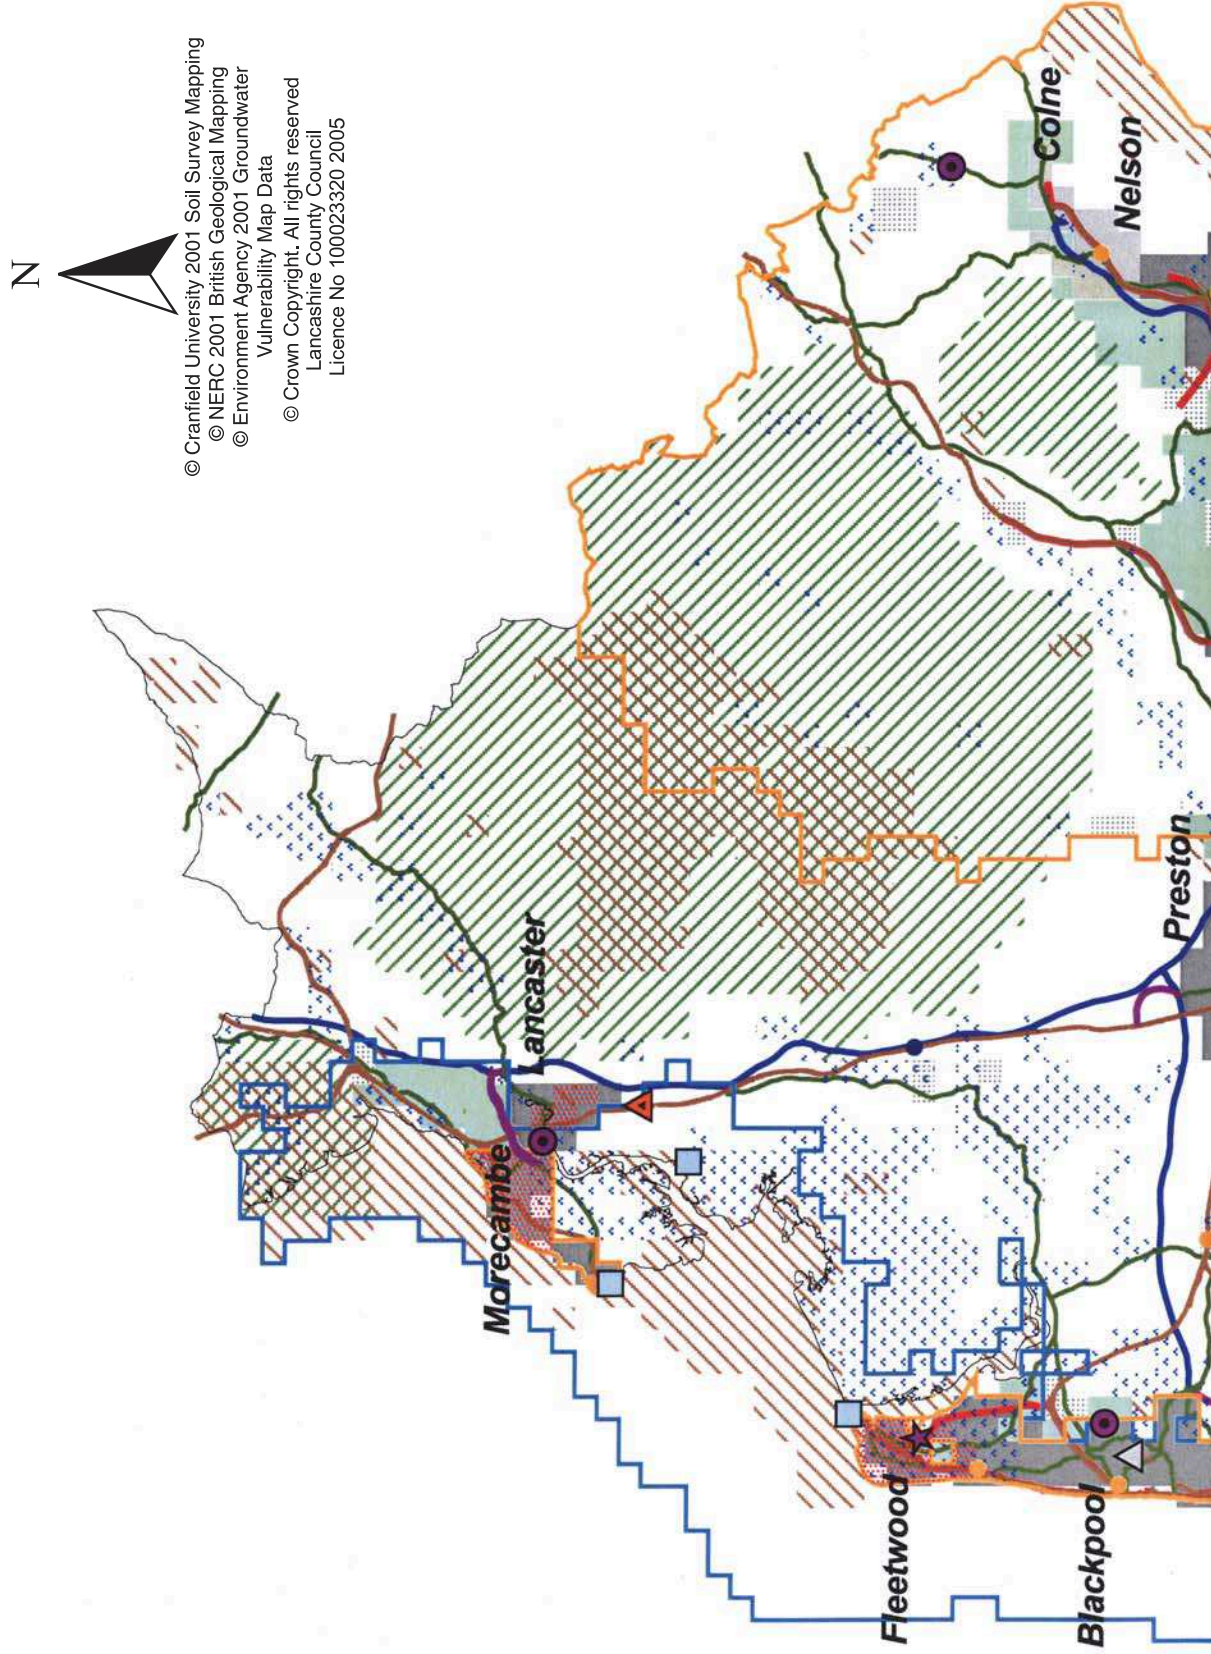 N
© Cranfield University 2001 Soil Survey Mapping
© NERC 2001 British Geological Mapping
© Environment Agency 2001 Groundwater
Vulnerability Map Data
© Crown Copyright. All rights reserved
Lancashire County Council
Licence No 100023320 2005
Colne
Nelson
Lancaster
Preston
Morecambe
Fleetwood
Blackpool